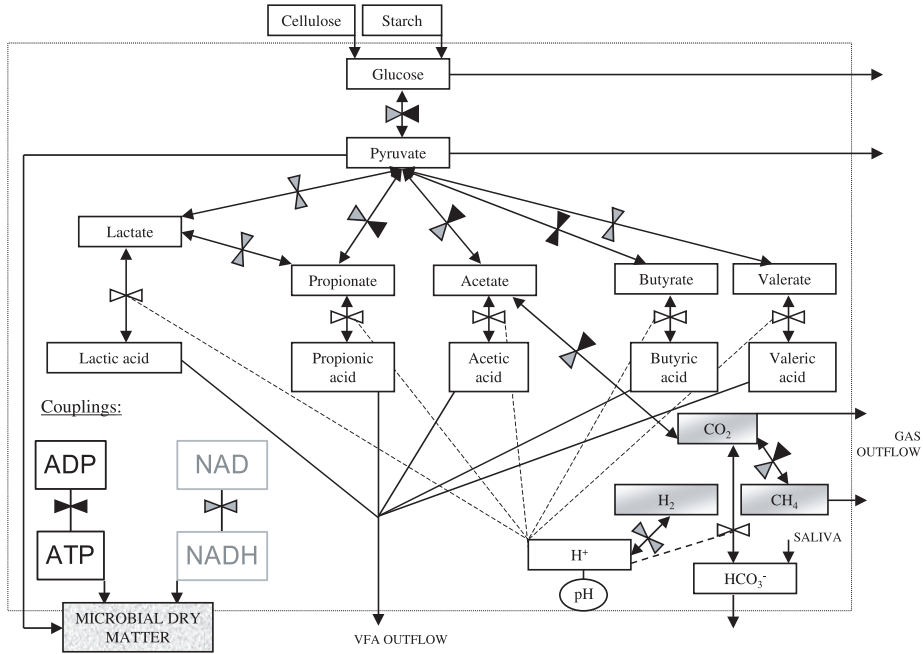 Cellulose
Starch
Glucose
Pyruvate
Lactate
Propionate
Acetate
Butyrate
Valerate
Lactic acid
Propionic
acid
Acetic
acid
Butyric
acid
Valeric
acid
Couplings:
CO₂
GAS
OUTFLOW
ADP
NAD
H₂
CH₄
SALIVA
ATP
NADH
H⁺
HCO₃⁻
pH
MICROBIAL DRY
MATTER
VFA OUTFLOW